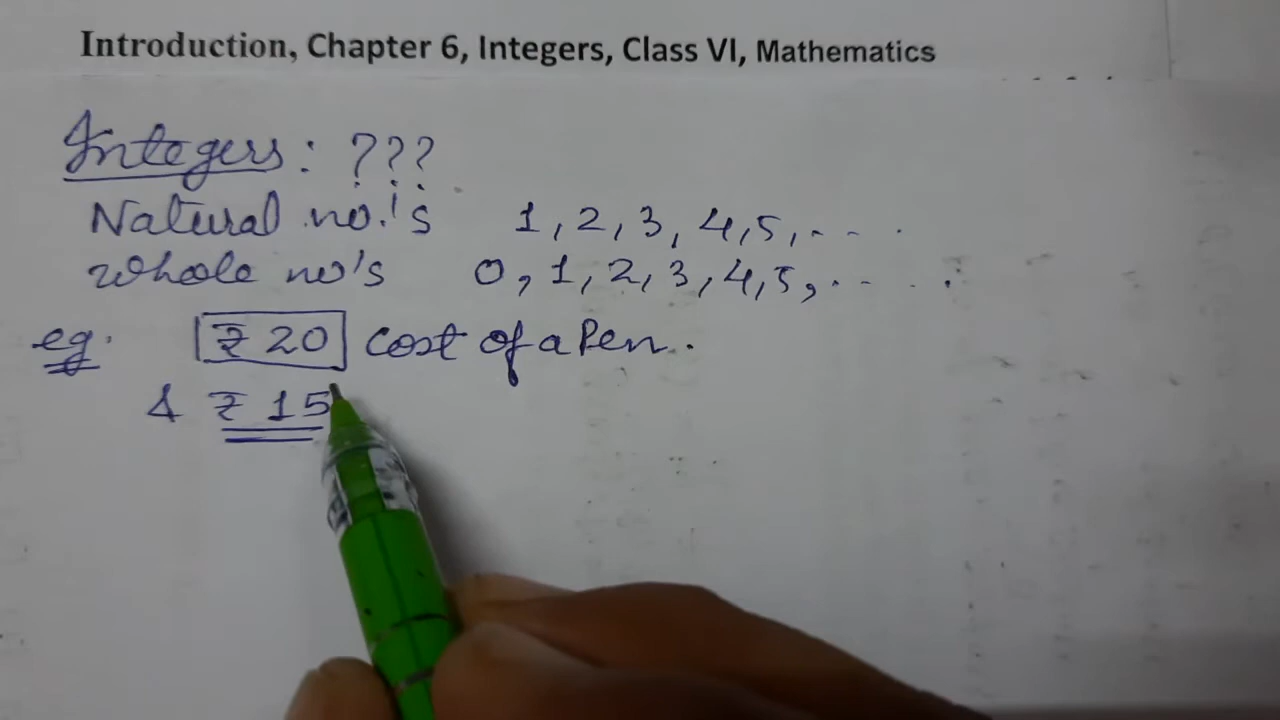 Introduction, Chapter 6, Integers, Class VI, Mathematics
Integers: ???
Natural no.'s 1, 2, 3, 4, 5, - - .
Whole no's 0, 1, 2, 3, 4, 5, . - . .
eg. ₹ 20 cost of a Pen.
& ₹ 15